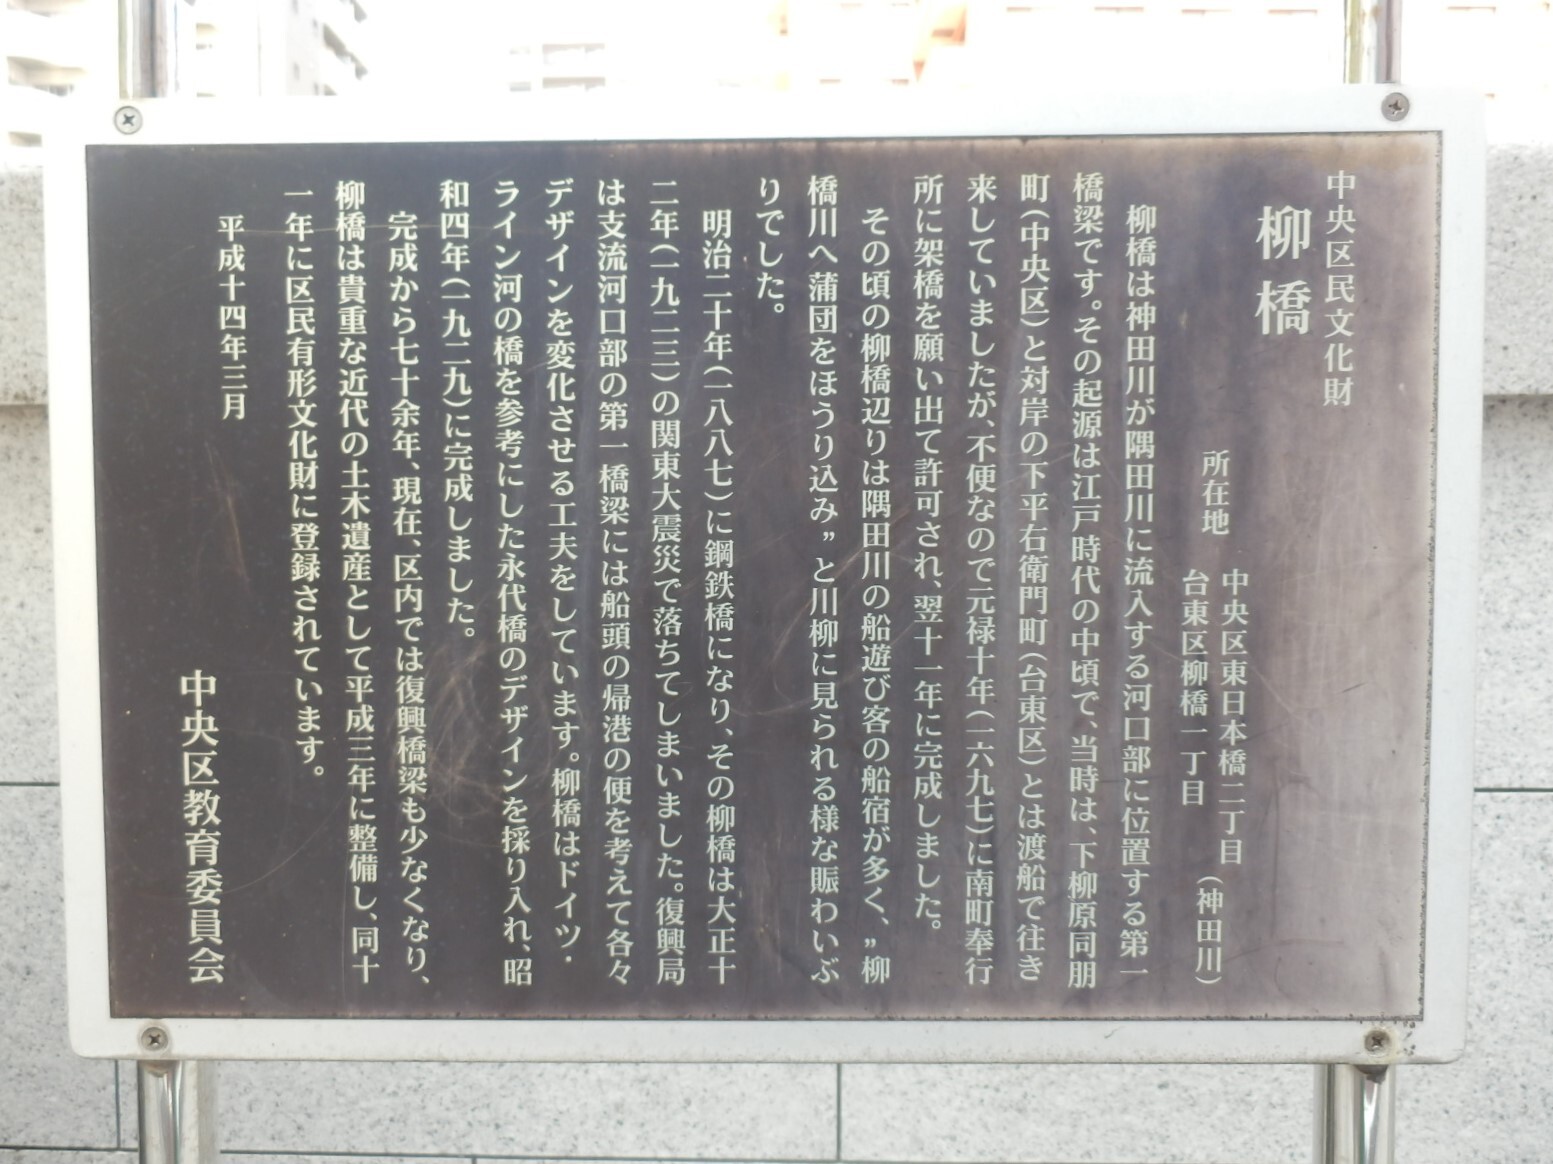 中央区民文化財
柳橋
所在地
中央区東日本橋二丁目
台東区柳橋一丁目
（神田川）
柳橋は神田川が隅田川に流入する河口部に位置する第一
橋梁です。その起源は江戸時代の中頃で、当時は、下柳原同朋
町（中央区）と対岸の下平右衛門町（台東区）とは渡船で往き
来していましたが、不便なので元禄十年（一六九七）に南町奉行
所に架橋を願い出て許可され、翌十一年に完成しました。
その頃の柳橋辺りは隅田川の船遊び客の船宿が多く、”柳
橋川へ蒲団をほうり込み”と川柳に見られる様な賑わいぶ
りでした。
明治二十年（一八八七）に鋼鉄橋になり、その柳橋は、大正十
二年（一九二三）の関東大震災で落ちてしまいました。復興局
は支流河口部の第一橋梁には船頭の帰港の便を考えて各々
デザインを変化させる工夫をしています。柳橋はドイツ・
ライン河の橋を参考にした永代橋のデザインを採り入れ、昭
和四年（一九二九）に完成しました。
完成から七十余年、現在、区内では復興橋梁も少なくなり、
柳橋は貴重な近代の土木遺産として平成三年に整備し、同十
一年に区民有形文化財に登録されています。
平成十四年三月
中央区教育委員会